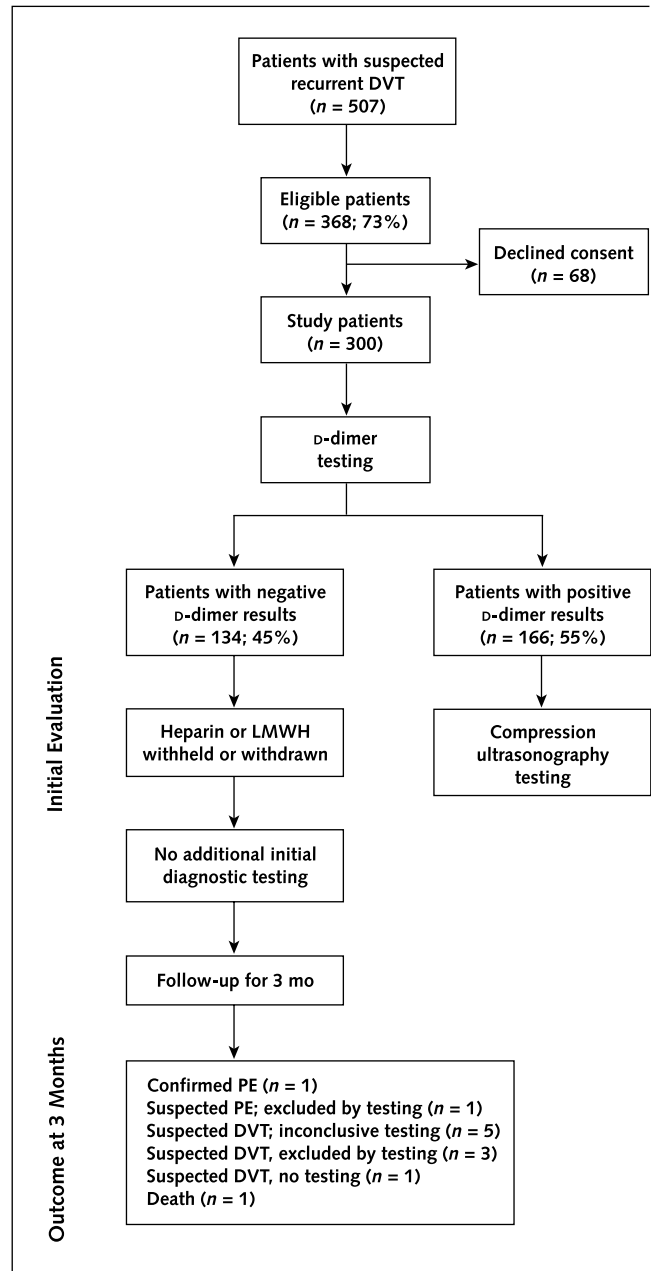 Patients with suspected
recurrent DVT
(n = 507)
Eligible patients
(n = 368; 73%)
Declined consent
(n = 68)
Study patients
(n = 300)
D-dimer
testing
Patients with negative
D-dimer results
(n = 134; 45%)
Patients with positive
D-dimer results
(n = 166; 55%)
Initial Evaluation
Heparin or LMWH
withheld or withdrawn
Compression
ultrasonography
testing
No additional initial
diagnostic testing
Follow-up for 3 mo
Outcome at 3 Months
Confirmed PE (n = 1)
Suspected PE; excluded by testing (n = 1)
Suspected DVT; inconclusive testing (n = 5)
Suspected DVT, excluded by testing (n = 3)
Suspected DVT, no testing (n = 1)
Death (n = 1)